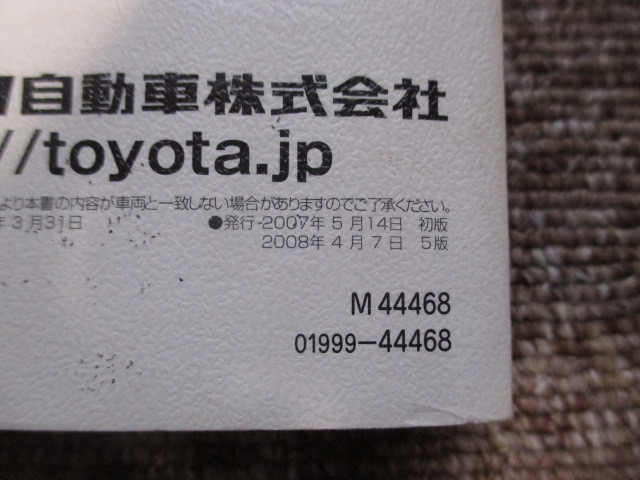 自動車株式会社
//toyota.jp
より本書の内容が車両と一致しない場合がありますのでご了承ください。
3月31日 ●発行-2007年5月14日 初版
2008年4月7日 5版
M 44468
01999-44468